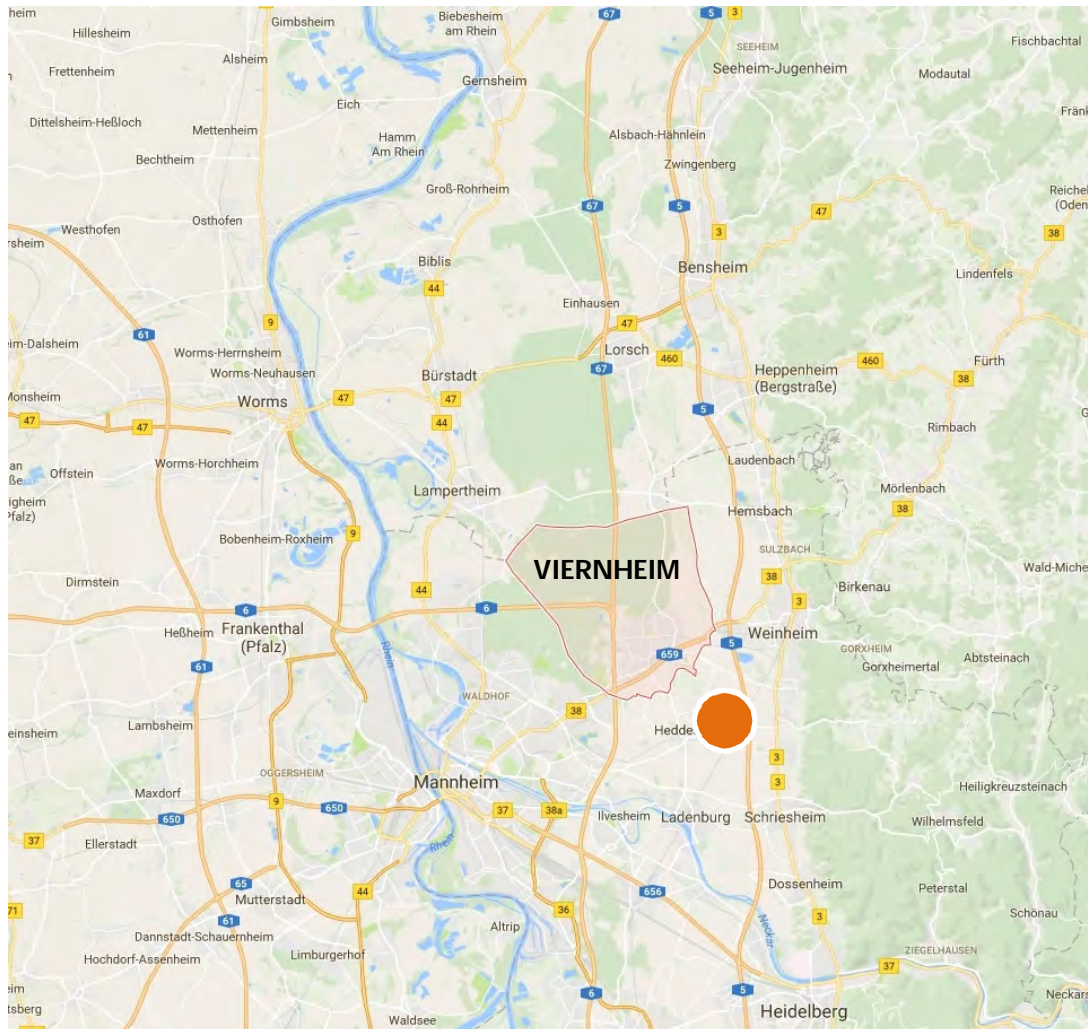 Gimbsheim
Biebesheim
am Rhein
67
5
3
Hillesheim
SEEHEIM
Fischbachtal
Alsheim
Frettenheim
Gernsheim
Seeheim-Jugenheim
Modautal
Eich
Dittelsheim-Heßloch
Mettenheim
Hamm
Am Rhein
Alsbach-Hähnlein
Bechtheim
Zwingenberg
Groß-Rohrheim
67
5
47
Osthofen
Westhofen
3
38
Biblis
Bensheim
Lindenfels
44
Einhausen
9
47
61
Worms-Herrnsheim
Lorsch
460
Worms-Neuhausen
Bürstadt
67
Heppenheim
(Bergstraße)
460
Fürth
38
Worms
47
47
5
47
47
44
Rimbach
Worms-Horchheim
Laudenbach
Offstein
Lampertheim
Mörlenbach
38
Hemsbach
9
Bobenheim-Roxheim
SULZBACH
VIERNHEIM
Dirmstein
44
38
Birkenau
3
6
6
Frankenthal
(Pfalz)
Heßheim
Weinheim
5
GORXHEIM
61
659
Gorxheimertal
Abtsteinach
Rhein
WALDHOF
38
Lambsheim
Hedde
3
OGGERSHEIM
Mannheim
3
Heiligkreuzsteinach
Maxdorf
9
650
37
38a
650
Ilvesheim
Ladenburg
Schriesheim
Wilhelmsfeld
37
Ellerstadt
Rhein
65
44
656
Dossenheim
Peterstal
Mutterstadt
71
61
36
3
Altrip
Neckar
Schönau
Dannstadt-Schauernheim
Hochdorf-Assenheim
Limburgerhof
ZIEGELHAUSEN
37
6
5
Waldsee
Heidelberg